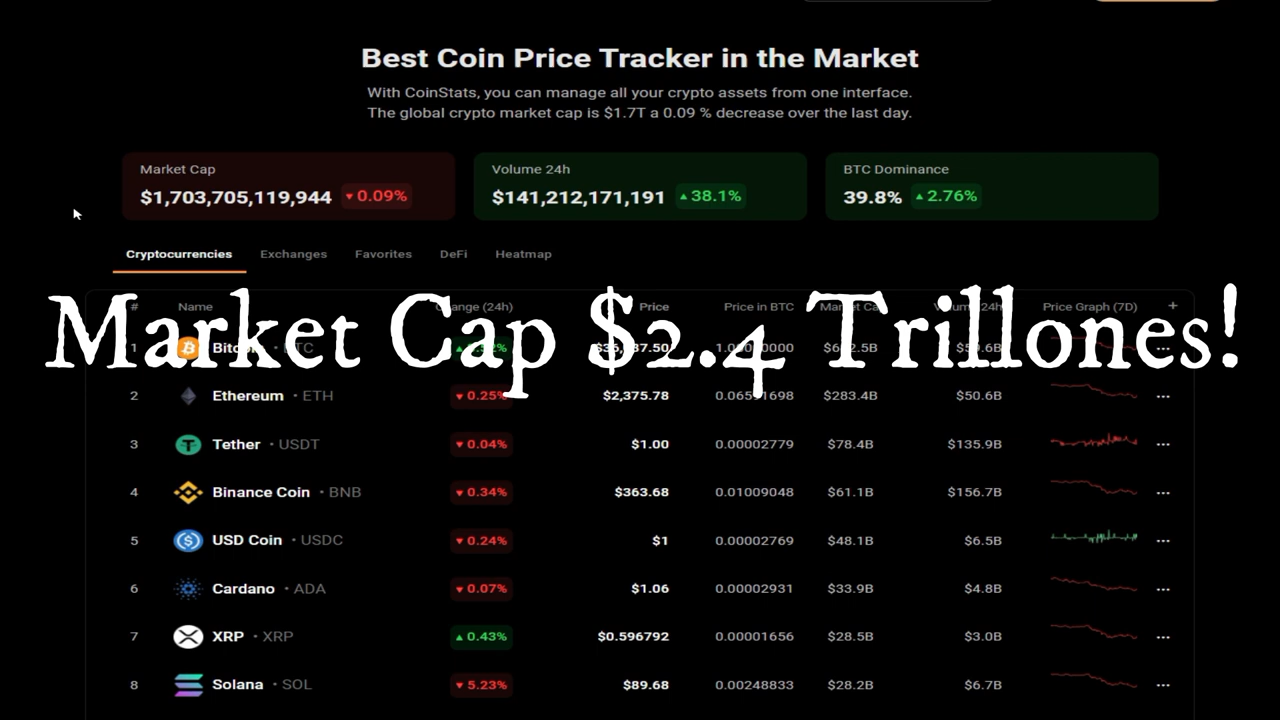 Best Coin Price Tracker in the Market
With CoinStats, you can manage all your crypto assets from one interface.
The global crypto market cap is $1.7T a 0.09 % decrease over the last day.
Market Cap Volume 24h BTC Dominance
$1,703,705,119,944 ▼ 0.09% $141,212,171,191 ▲ 38.1% 39.8% ▲ 2.76%
Cryptocurrencies Exchanges Favorites DeFi Heatmap
# Name (24h) Price Price in BTC Price Graph (7D) +
Market Cap $2.4 Trillones!
1
2 Ethereum • ETH ▼ 0.25% $2,375.78 $283.4B $50.6B
3 Tether • USDT ▼ 0.04% $1.00 0.00002779 $78.4B $135.9B
4 Binance Coin • BNB ▼ 0.34% $363.68 0.01009048 $61.1B $156.7B
5 USD Coin • USDC ▼ 0.24% $1 0.00002769 $48.1B $6.5B
6 Cardano • ADA ▼ 0.07% $1.06 0.00002931 $33.9B $4.8B
7 XRP • XRP ▲ 0.43% $0.596792 0.00001656 $28.5B $3.0B
8 Solana • SOL ▼ 5.23% $89.68 0.00248833 $28.2B $6.7B